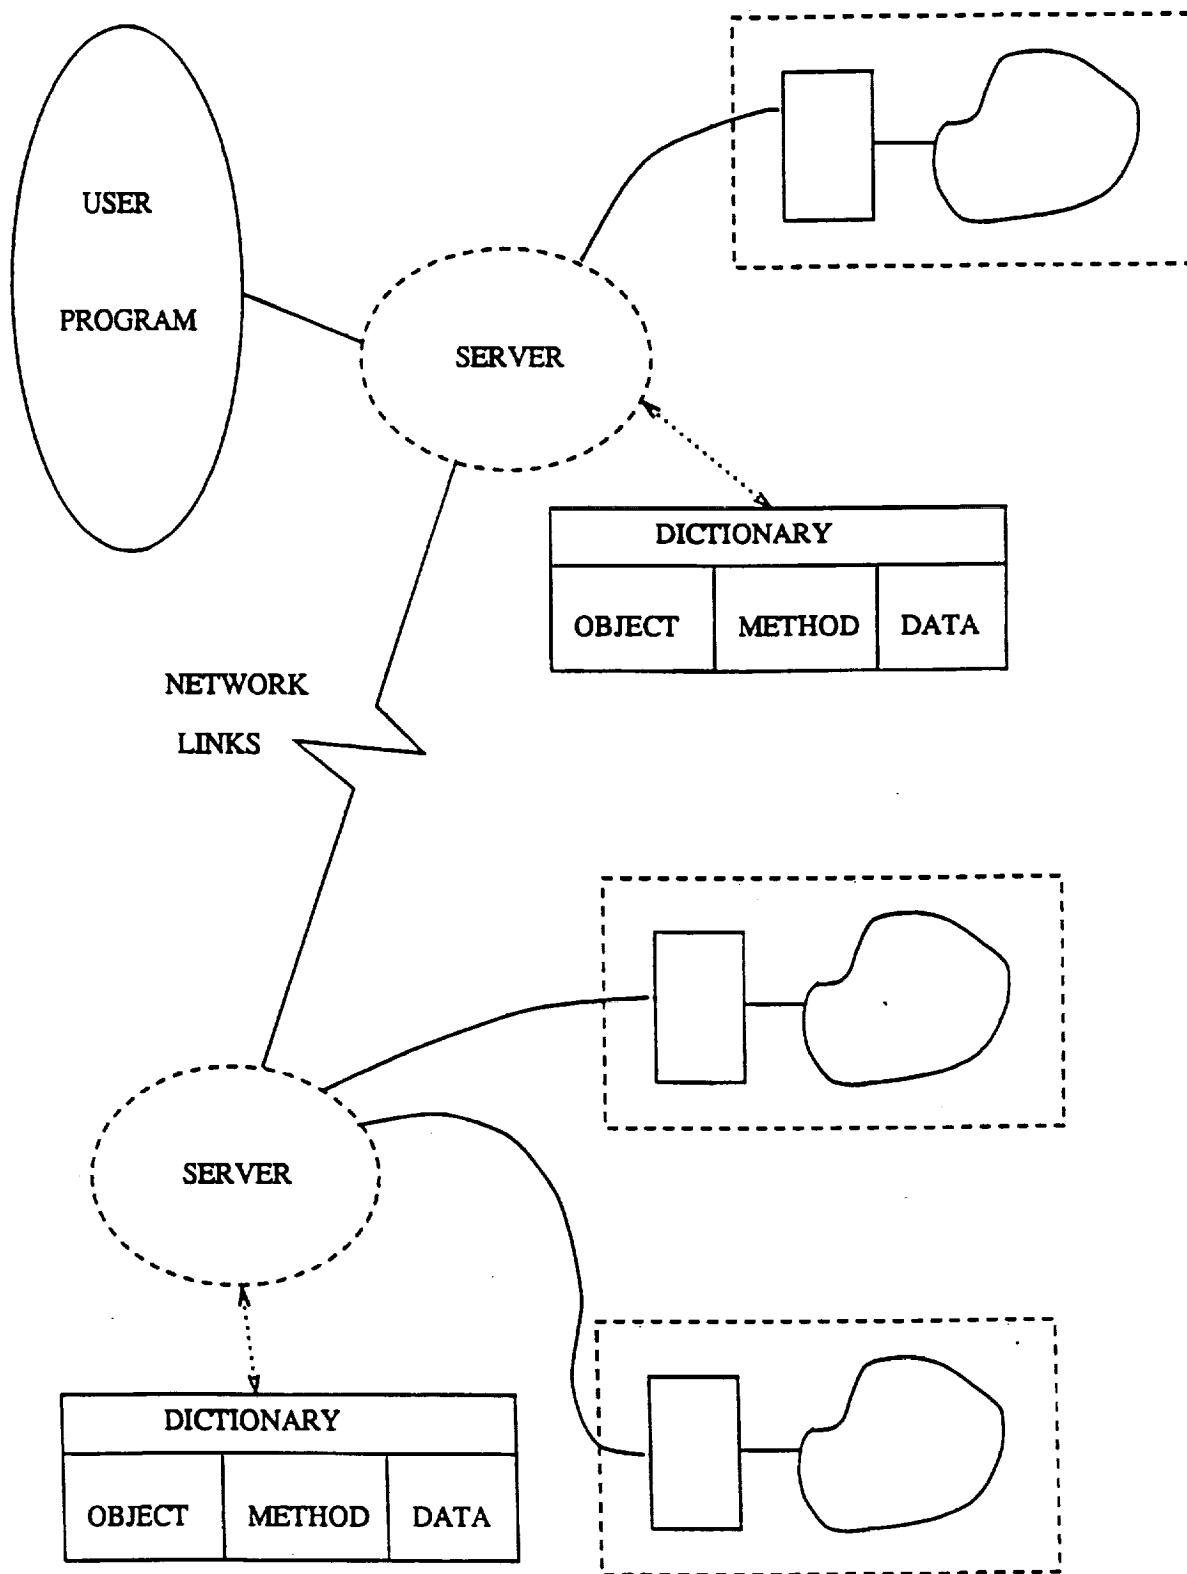 USER
PROGRAM
SERVER
DICTIONARY
OBJECT METHOD DATA
NETWORK
LINKS
SERVER
DICTIONARY
OBJECT METHOD DATA